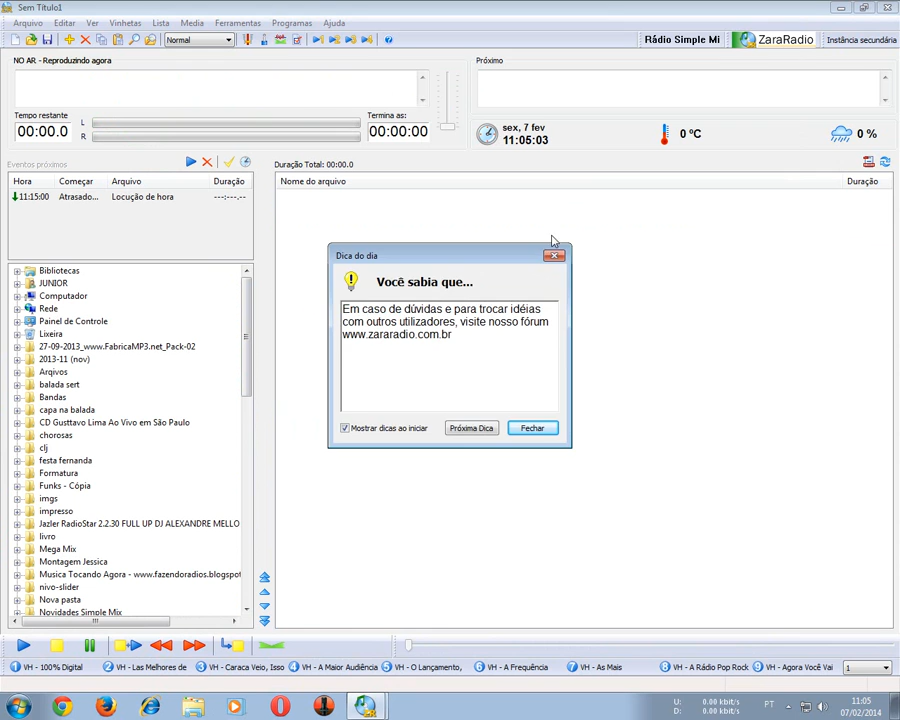 Sem Título1
Arquivo Editar Ver Vinhetas Lista Media Ferramentas Programas Ajuda
Normal
Rádio Simple Mi
ZaraRadio
Instância secundária
NO AR - Reproduzindo agora
Próximo
Tempo restante
Termina as:
00:00.0
L
R
00:00:00
sex, 7 fev
11:05:03
0 ºC
0 %
Eventos próximos
Duração Total: 00:00.0
Hora Começar Arquivo Duração
Nome do arquivo Duração
11:15:00 Atrasado... Locução de hora ---:---.--
Bibliotecas
JUNIOR
Computador
Rede
Painel de Controle
Lixeira
27-09-2013_www.FabricaMP3.net_Pack-02
2013-11 (nov)
Arqivos
balada sert
Bandas
capa na balada
CD Gusttavo Lima Ao Vivo em São Paulo
chorosas
clj
festa fernanda
Formatura
Funks - Cópia
imgs
impresso
Jazler RadioStar 2.2.30 FULL UP DJ ALEXANDRE MELLO
livro
Mega Mix
Montagem Jessica
Musica Tocando Agora - www.fazendoradios.blogspot
nivo-slider
Nova pasta
Novidades Simple Mix
Dica do dia
Você sabia que...
Em caso de dúvidas e para trocar idéias
com outros utilizadores, visite nosso fórum
www.zararadio.com.br
Mostrar dicas ao iniciar
Próxima Dica
Fechar
1 VH - 100% Digital 2 VH - Las Melhores de 3 VH - Caraca Veio, Isso 4 VH - A Maior Audiência 5 VH - O Lançamento, 6 VH - A Frequência 7 VH - As Mais 8 VH - A Rádio Pop Rock 9 VH - Agora Você Vai 1
U: 0.00 kbit/s
D: 0.00 kbit/s
PT
11:05
07/02/2014